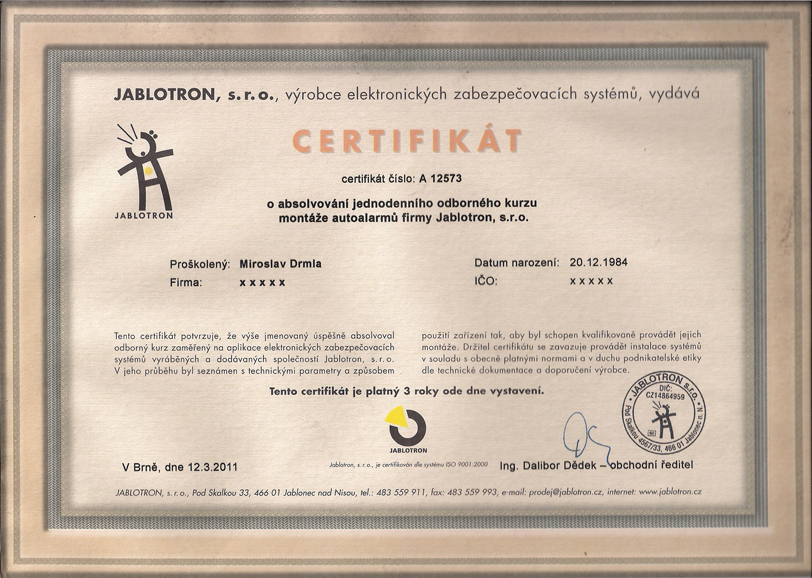 JABLOTRON, s.r.o., výrobce elektronických zabezpečovacích systémů, vydává
CERTIFIKÁT
certifikát číslo: A 12573
JABLOTRON
o absolvování jednodenního odborného kurzu
montáže autoalarmů firmy Jablotron, s.r.o.
Proškolený: Miroslav Drmla
Firma: x x x x x
Datum narození: 20.12.1984
IČO: x x x x x
Tento certifikát potvrzuje, že výše jmenovaný úspěšně absolvoval
odborný kurz zaměřený na aplikace elektronických zabezpečovacích
systémů vyráběných a dodávaných společností Jablotron, s.r.o.
V jeho průběhu byl seznámen s technickými parametry a způsobem
použití zařízení tak, aby byl schopen kvalifikovaně provádět jejich
montáže. Držitel certifikátu se zavazuje provádět instalace systémů
v souladu s obecně platnými normami a v duchu podnikatelské etiky
dle technické dokumentace a doporučení výrobce.
Tento certifikát je platný 3 roky ode dne vystavení.
JABLOTRON s.r.o.
DIČ:
CZ14864959
Pod Skalkou 4567/33, 466 01 Jablonec n. N.
JABLOTRON
V Brně, dne 12.3.2011
Jablotron, s.r.o., je certifikován dle systému ISO 9001:2000
Ing. Dalibor Dědek – obchodní ředitel
JABLOTRON, s.r.o., Pod Skalkou 33, 466 01 Jablonec nad Nisou, tel.: 483 559 911, fax: 483 559 993, e-mail: prodej@jablotron.cz, internet: www.jablotron.cz